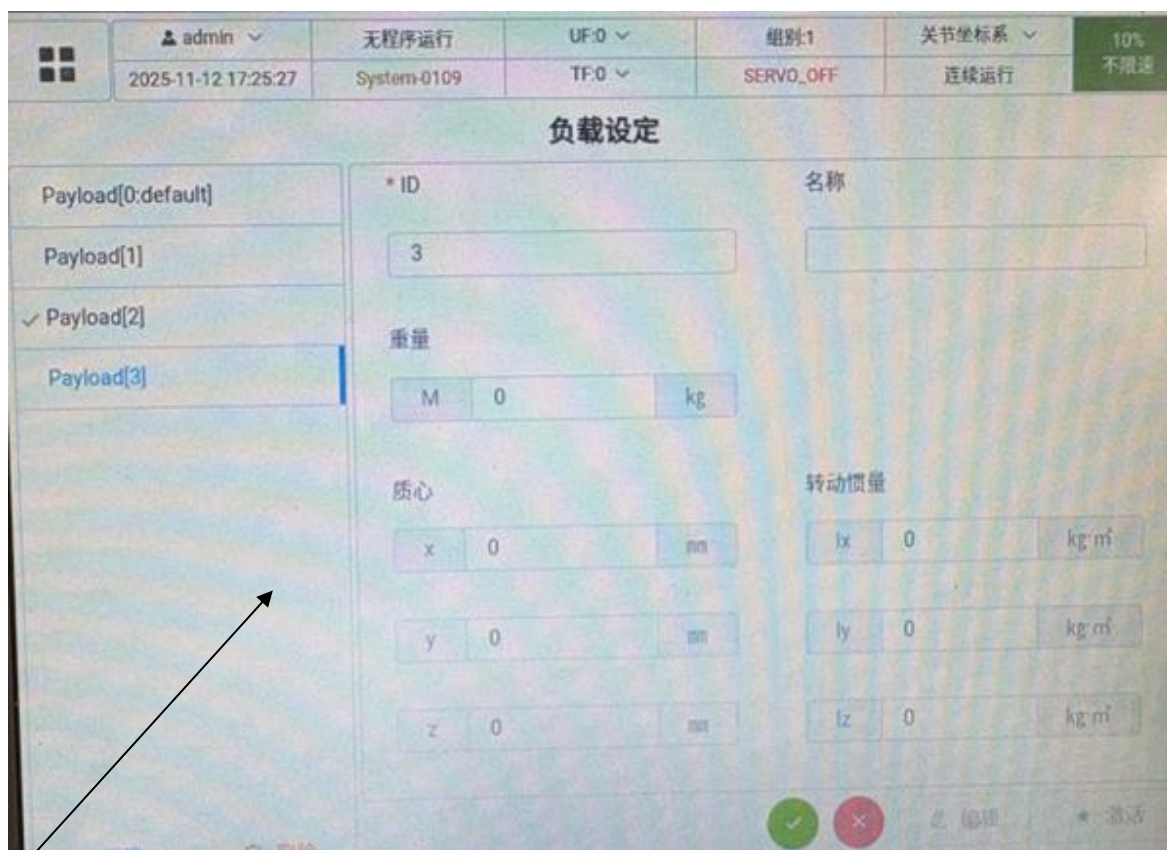 admin 无程序运行 UF:0 组别:1 关节坐标系 10%
2025-11-12 17:25:27 System-0109 TF:0 SERVO_OFF 连续运行 不限速
负载设定
Payload[0:default]
Payload[1]
Payload[2]
Payload[3]
* ID 名称
3
重量
M 0 kg
质心 转动惯量
x 0 mm Ix 0 kg·m²
y 0 mm Iy 0 kg·m²
z 0 mm Iz 0 kg·m²
编辑 激活
删除